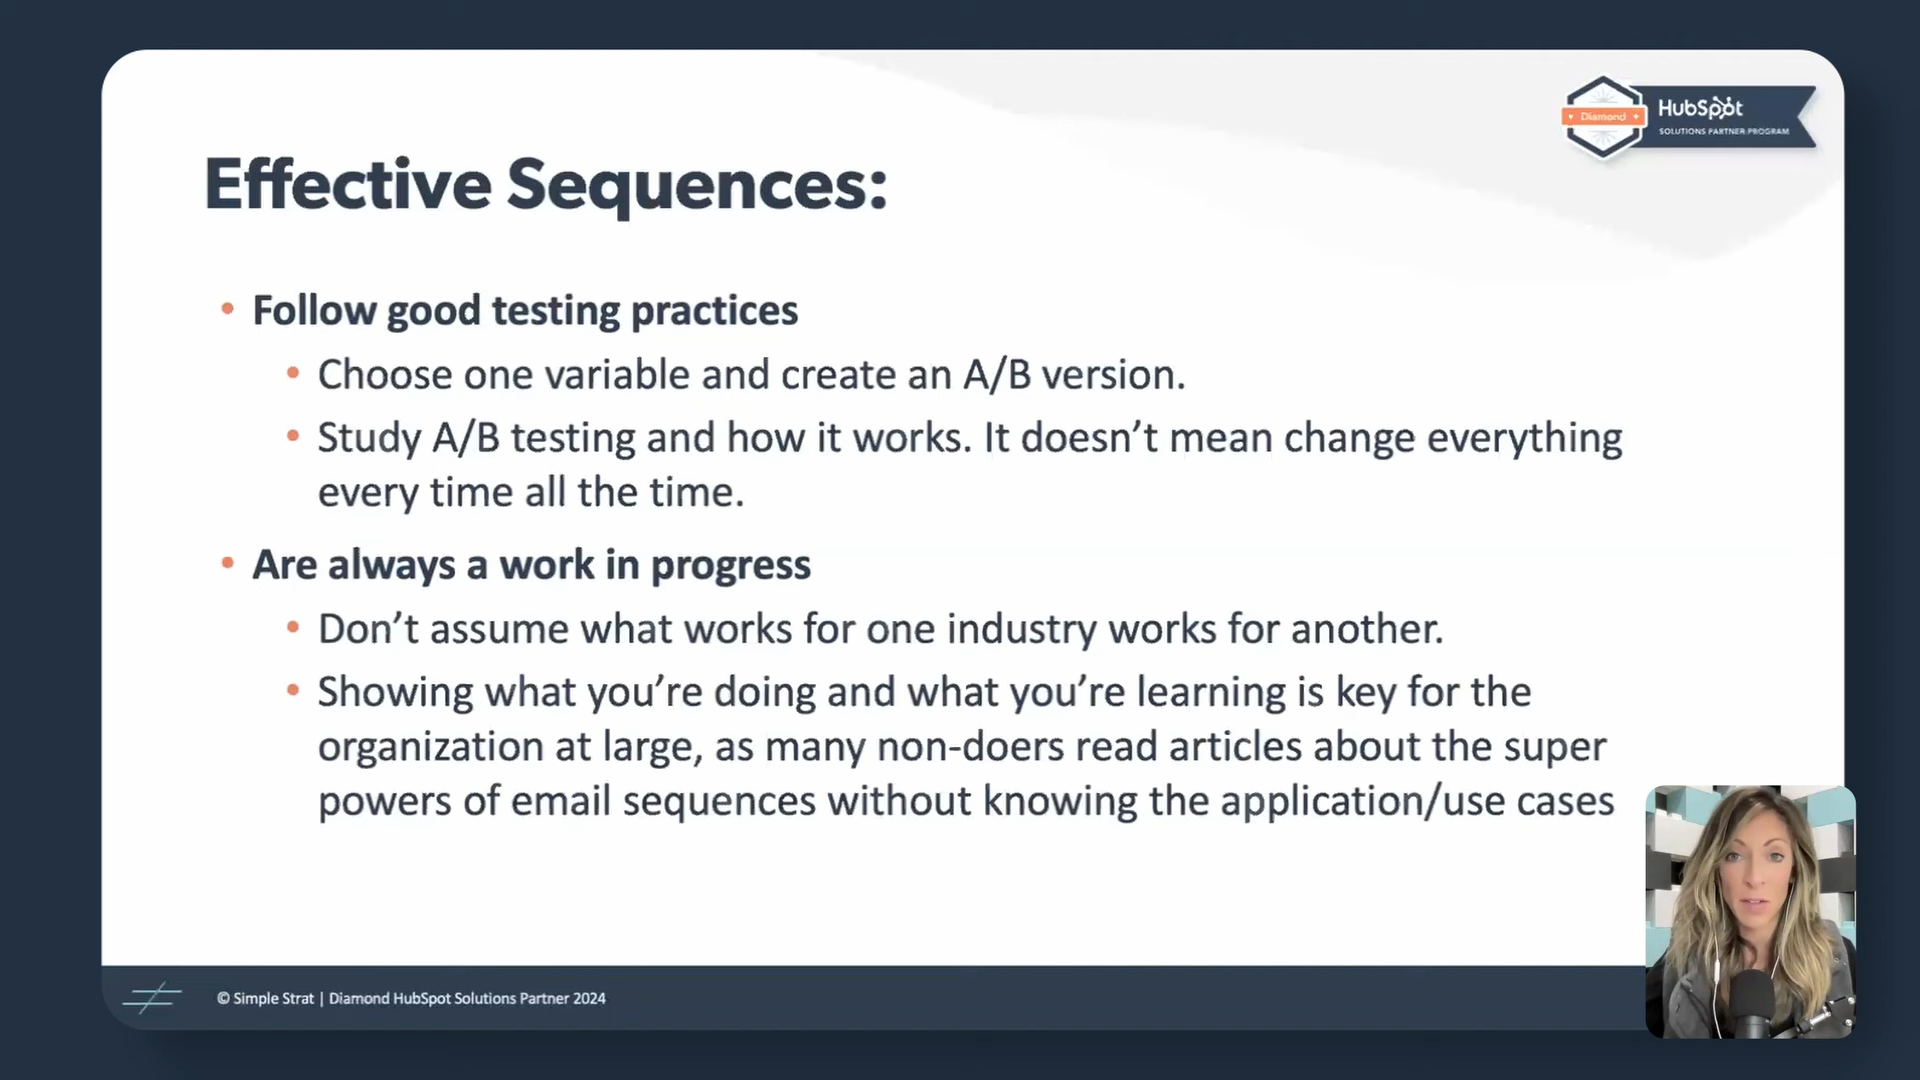 Diamond
HubSpot
SOLUTIONS PARTNER PROGRAM
Effective Sequences:
• Follow good testing practices
• Choose one variable and create an A/B version.
• Study A/B testing and how it works. It doesn’t mean change everything
every time all the time.
• Are always a work in progress
• Don’t assume what works for one industry works for another.
• Showing what you’re doing and what you’re learning is key for the
organization at large, as many non-doers read articles about the super
powers of email sequences without knowing the application/use cases
© Simple Strat | Diamond HubSpot Solutions Partner 2024